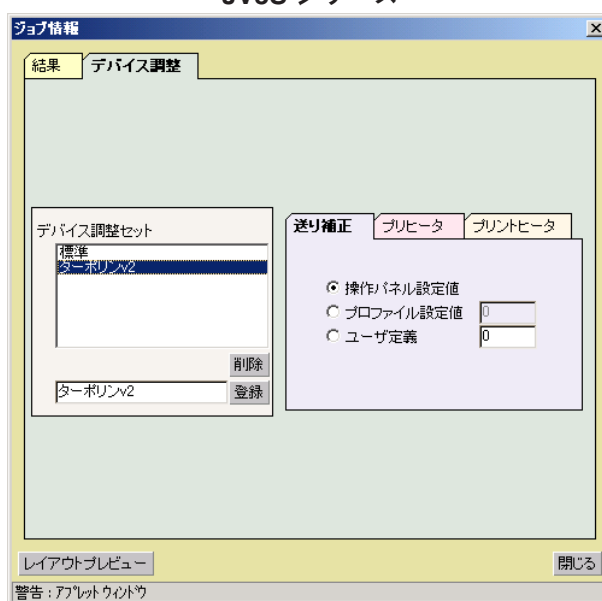 ジョブ情報
結果 デバイス調整
デバイス調整セット
標準
ターポリンv2
削除
ターポリンv2 登録
送り補正 プリヒータ プリントヒータ
操作パネル設定値
プロファイル設定値 0
ユーザ定義 0
レイアウトプレビュー 閉じる
警告 : アプレット ウィンドウ